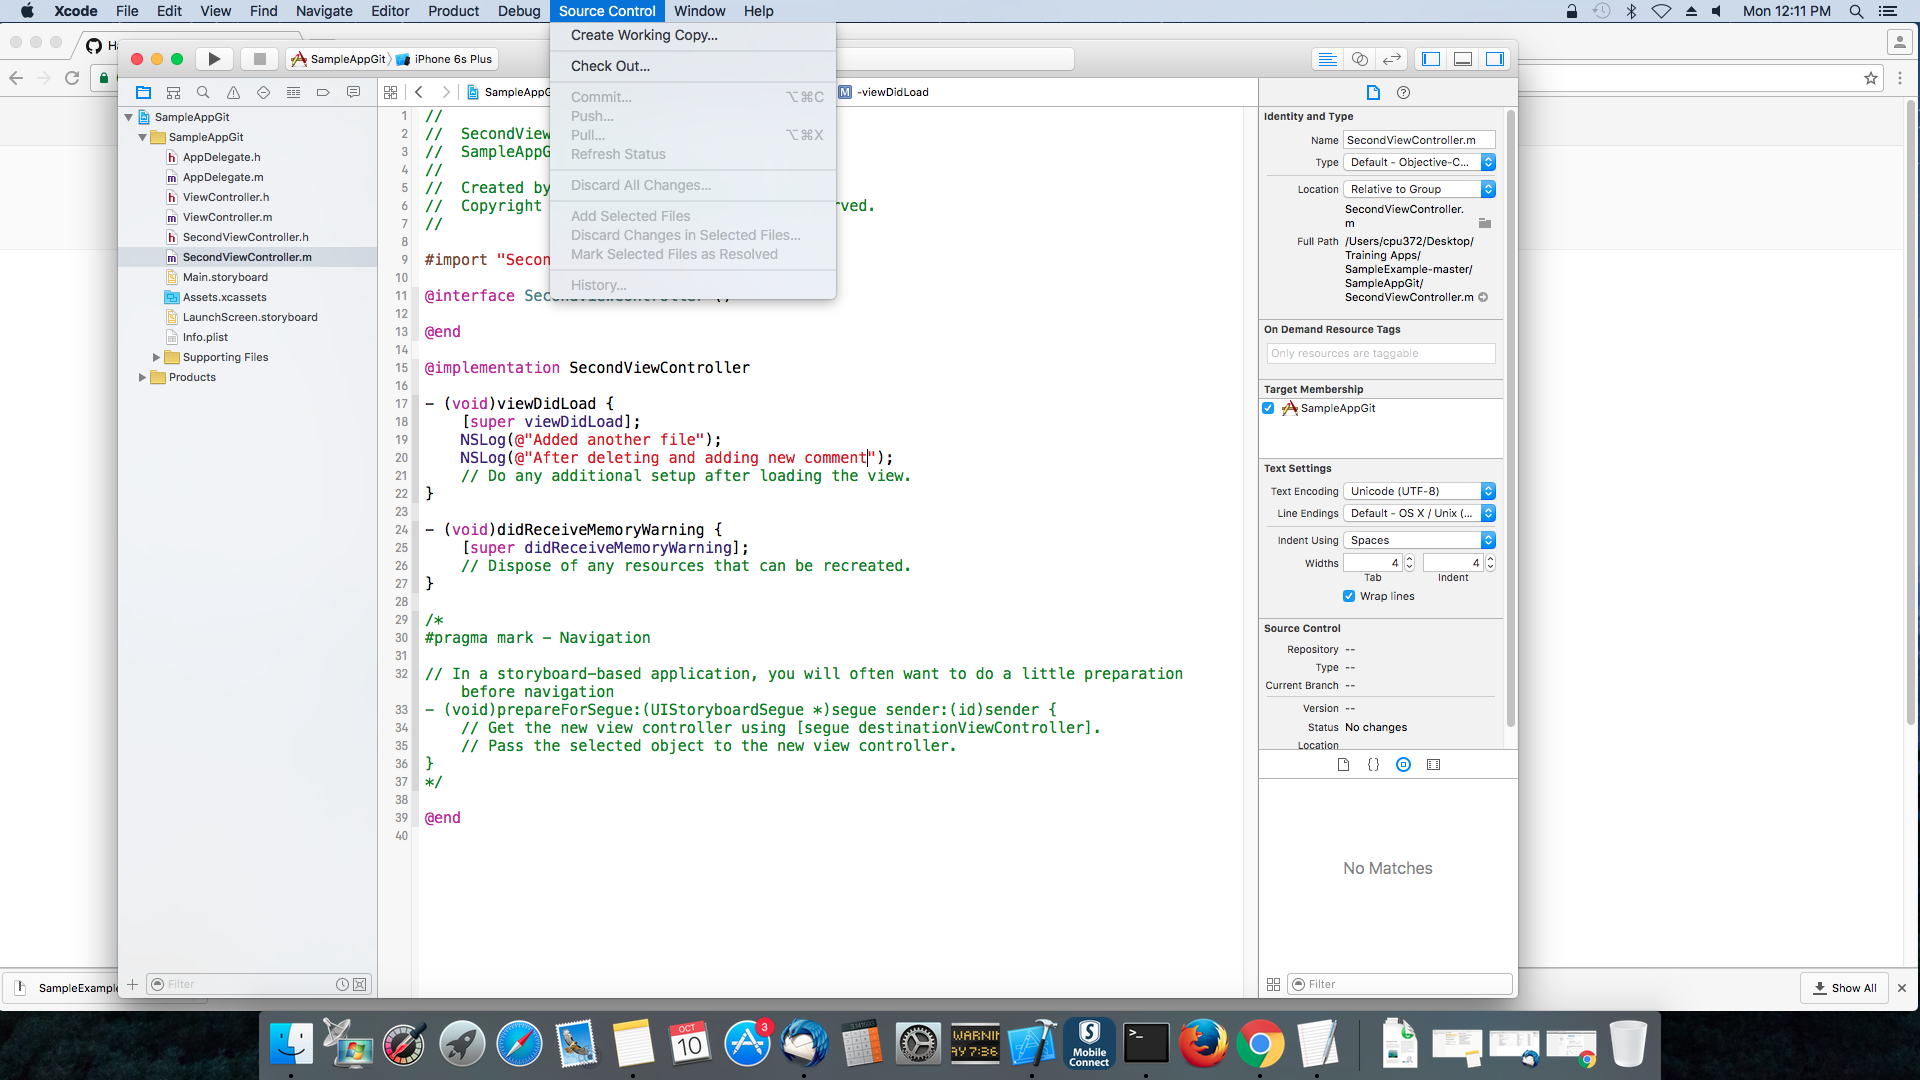 Xcode File Edit View Find Navigate Editor Product Debug Source Control Window Help
Mon 12:11 PM
Create Working Copy...
Check Out...
Commit... ⌥⌘C
Push...
Pull... ⌥⌘X
Refresh Status
Discard All Changes...
Add Selected Files
Discard Changes in Selected Files...
Mark Selected Files as Resolved
History...
SampleAppGit iPhone 6s Plus
-viewDidLoad
SampleAppGit
SampleAppGit
AppDelegate.h
AppDelegate.m
ViewController.h
ViewController.m
SecondViewController.h
SecondViewController.m
Main.storyboard
Assets.xcassets
LaunchScreen.storyboard
Info.plist
Supporting Files
Products
Filter
1 //
2 // SecondView
3 // SampleAppG
4 //
5 // Created by
6 // Copyright rved.
7 //
8
9 #import "Secon
10
11 @interface SecondViewController ()
12
13 @end
14
15 @implementation SecondViewController
16
17 - (void)viewDidLoad {
18 [super viewDidLoad];
19 NSLog(@"Added another file");
20 NSLog(@"After deleting and adding new comment");
21 // Do any additional setup after loading the view.
22 }
23
24 - (void)didReceiveMemoryWarning {
25 [super didReceiveMemoryWarning];
26 // Dispose of any resources that can be recreated.
27 }
28
29 /*
30 #pragma mark - Navigation
31
32 // In a storyboard-based application, you will often want to do a little preparation
before navigation
33 - (void)prepareForSegue:(UIStoryboardSegue *)segue sender:(id)sender {
34 // Get the new view controller using [segue destinationViewController].
35 // Pass the selected object to the new view controller.
36 }
37 */
38
39 @end
40
Identity and Type
Name SecondViewController.m
Type Default - Objective-C...
Location Relative to Group
SecondViewController.
m
Full Path /Users/cpu372/Desktop/
Training Apps/
SampleExample-master/
SampleAppGit/
SecondViewController.m
On Demand Resource Tags
Only resources are taggable
Target Membership
SampleAppGit
Text Settings
Text Encoding Unicode (UTF-8)
Line Endings Default - OS X / Unix (...
Indent Using Spaces
Widths 4 4
Tab Indent
Wrap lines
Source Control
Repository --
Type --
Current Branch --
Version --
Status No changes
Location
No Matches
Filter
SampleExample
Show All
OCT
10
3
WARNIN
AY 7:36
S
Mobile
Connect